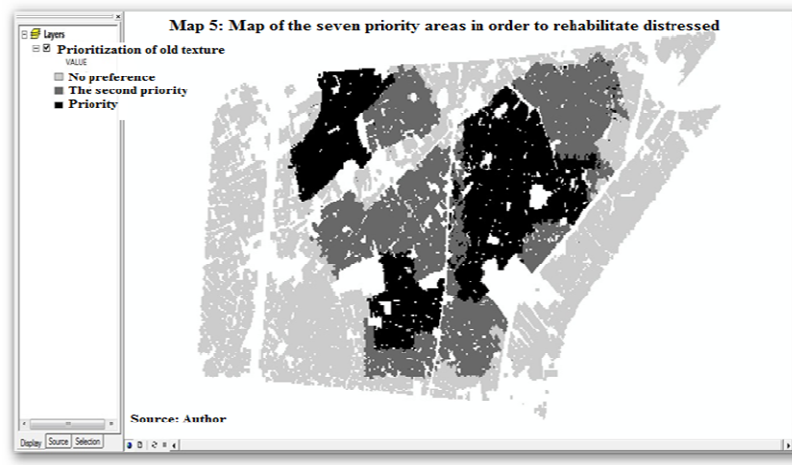 Map 5: Map of the seven priority areas in order to rehabilitate distressed
Layers
Prioritization of old texture
VALUE
No preference
The second priority
Priority
Source: Author
Display Source Selection